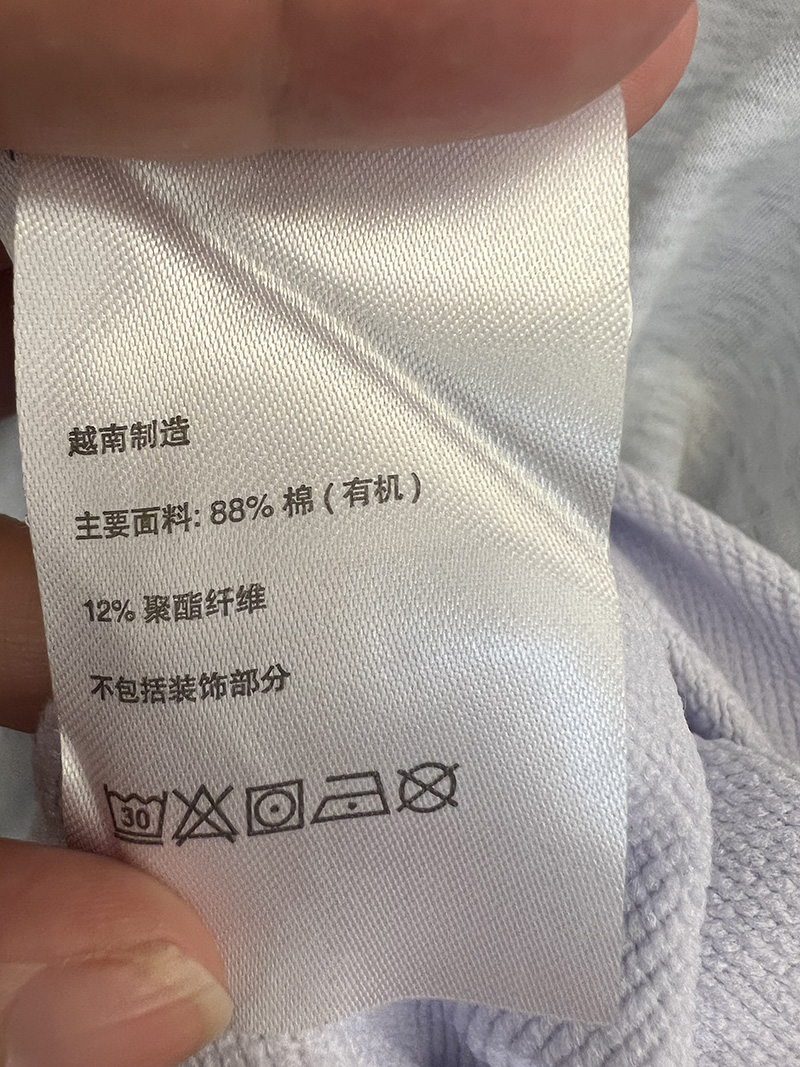 越南制造
主要面料: 88% 棉 ( 有机 )
12% 聚酯纤维
不包括装饰部分
30